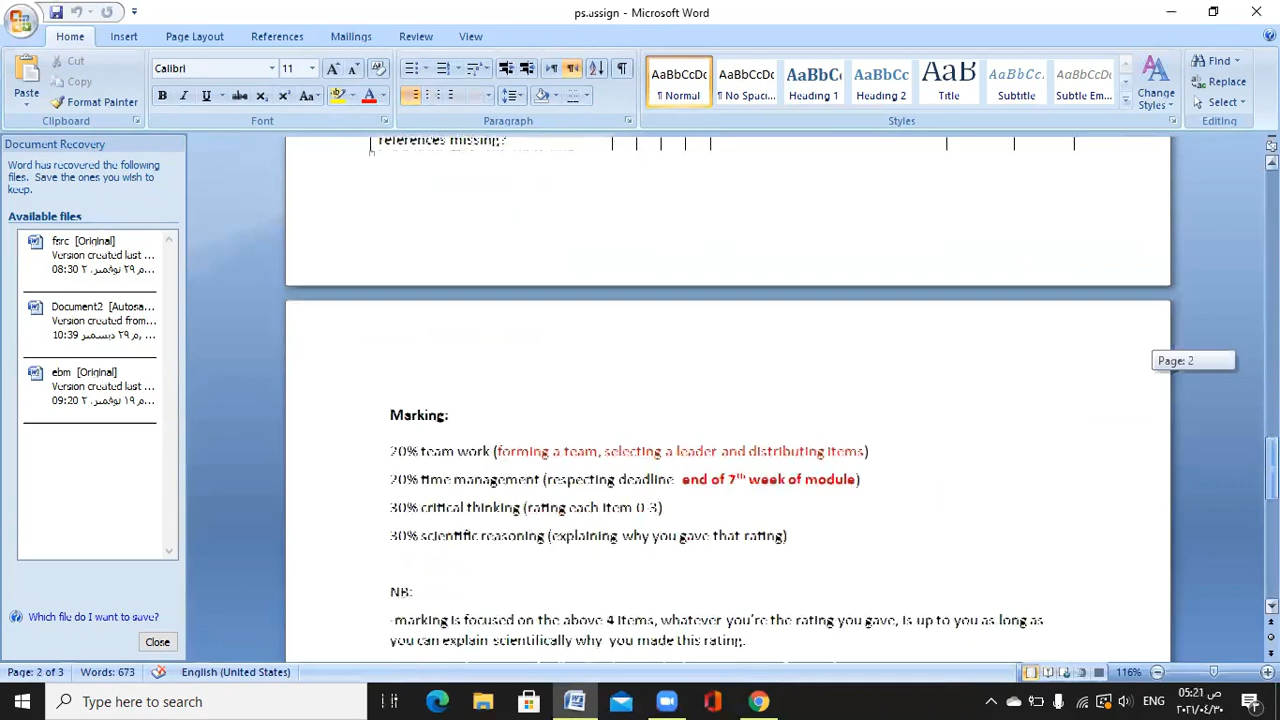 ps.assign - Microsoft Word
Home Insert Page Layout References Mailings Review View
Paste
Cut
Copy
Format Painter
Clipboard
Calibri 11
Font
Paragraph
AaBbCcDc AaBbCcDc AaBbC AaBbCc AaB AaBbCcD AaBbCcDc
¶ Normal ¶ No Spaci... Heading 1 Heading 2 Title Subtitle Subtle Em...
Change Styles
Styles
Find
Replace
Select
Editing
Document Recovery
Word has recovered the following
files. Save the ones you wish to
keep.
Available files
fsrc [Original]
Version created last ...
08:30 م ٢٩ نوفمبر, ٢...
Document2 [Autosa...
Version created from...
10:39 م, ٢٩ ديسمبر ...
ebm [Original]
Version created last ...
09:20 م ١٩ نوفمبر, ٢...
Which file do I want to save?
Close
references missing?
Page: 2
Marking:
20% team work (forming a team, selecting a leader and distributing items)
20% time management (respecting deadline end of 7th week of module)
30% critical thinking (rating each item 0-3)
30% scientific reasoning (explaining why you gave that rating)
NB:
-marking is focused on the above 4 items, whatever you're the rating you gave, is up to you as long as
you can explain scientifically why you made this rating.
Page: 2 of 3 Words: 673 English (United States) 116%
Type here to search
ENG
05:21 ص
٢٠٢١/٠٤/٣٠